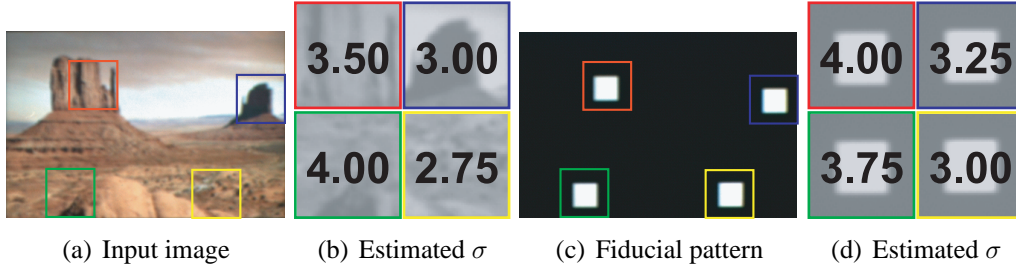 3.50 3.00
4.00 2.75
4.00 3.25
3.75 3.00
(a) Input image (b) Estimated σ (c) Fiducial pattern (d) Estimated σ